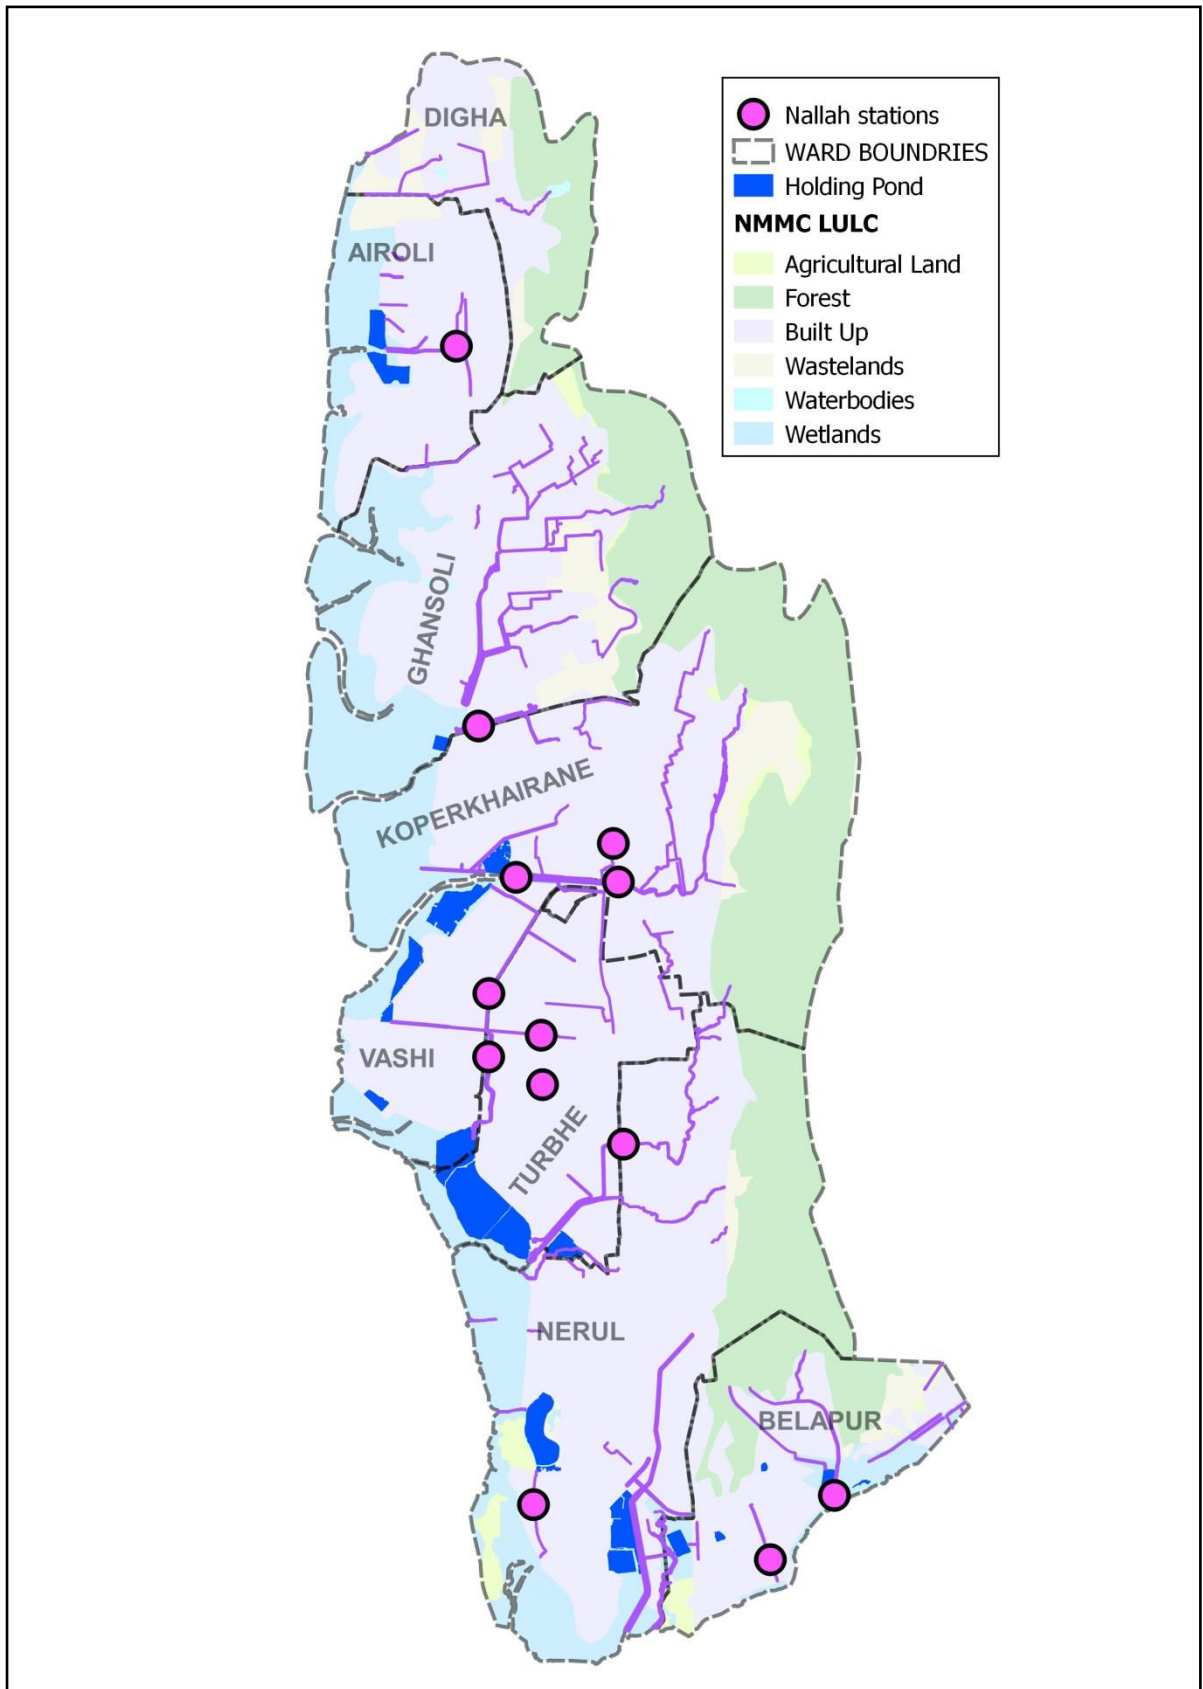 DIGHA
AIROLI
GHANSOLI
KOPERKHAIRANE
VASHI
TURBHE
NERUL
BELAPUR
Nallah stations
WARD BOUNDRIES
Holding Pond
NMMC LULC
Agricultural Land
Forest
Built Up
Wastelands
Waterbodies
Wetlands